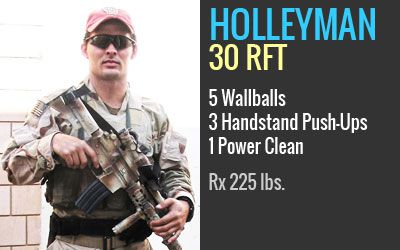 HOLLEYMAN
30 RFT
5 Wallballs
3 Handstand Push-Ups
1 Power Clean
Rx 225 lbs.